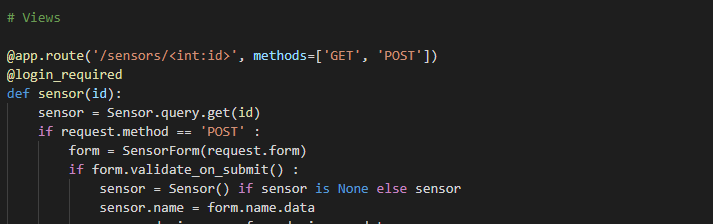 # Views
@app.route('/sensors/<int:id>', methods=['GET', 'POST'])
@login_required
def sensor(id):
    sensor = Sensor.query.get(id)
    if request.method == 'POST' :
        form = SensorForm(request.form)
        if form.validate_on_submit() :
            sensor = Sensor() if sensor is None else sensor
            sensor.name = form.name.data